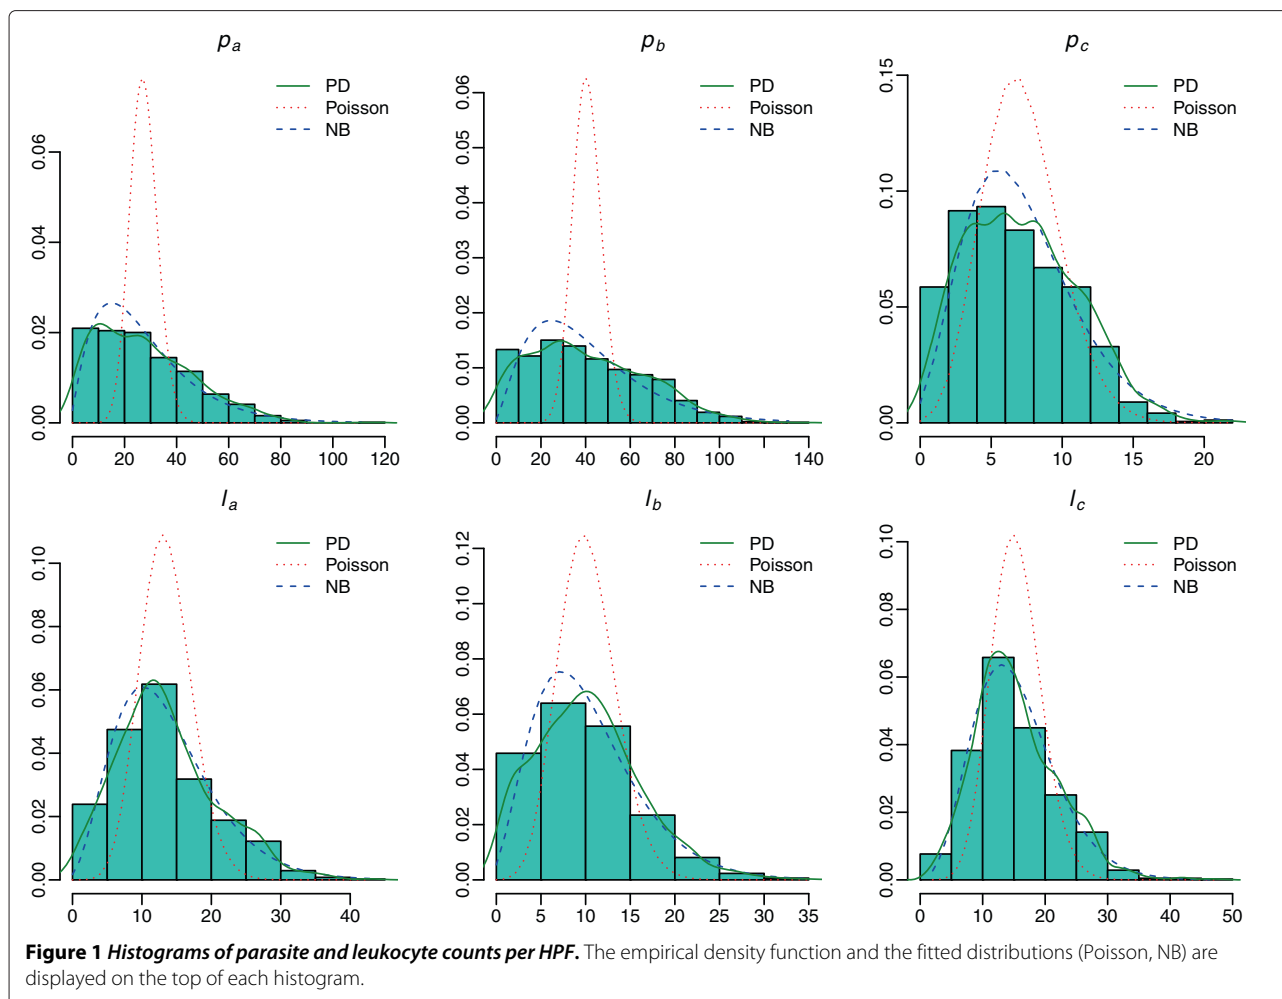 p a
PD
Poisson
NB
0.00 0.02 0.04 0.06
0 20 40 60 80 100 120
p b
PD
Poisson
NB
0.00 0.01 0.02 0.03 0.04 0.05 0.06
0 20 40 60 80 100 140
p c
PD
Poisson
NB
0.00 0.05 0.10 0.15
0 5 10 15 20
l a
PD
Poisson
NB
0.00 0.02 0.04 0.06 0.08 0.10
0 10 20 30 40
l b
PD
Poisson
NB
0.00 0.02 0.04 0.06 0.08 0.10 0.12
0 5 10 15 20 25 30 35
l c
PD
Poisson
NB
0.00 0.02 0.04 0.06 0.08 0.10
0 10 20 30 40 50
Figure 1 Histograms of parasite and leukocyte counts per HPF. The empirical density function and the fitted distributions (Poisson, NB) are
displayed on the top of each histogram.